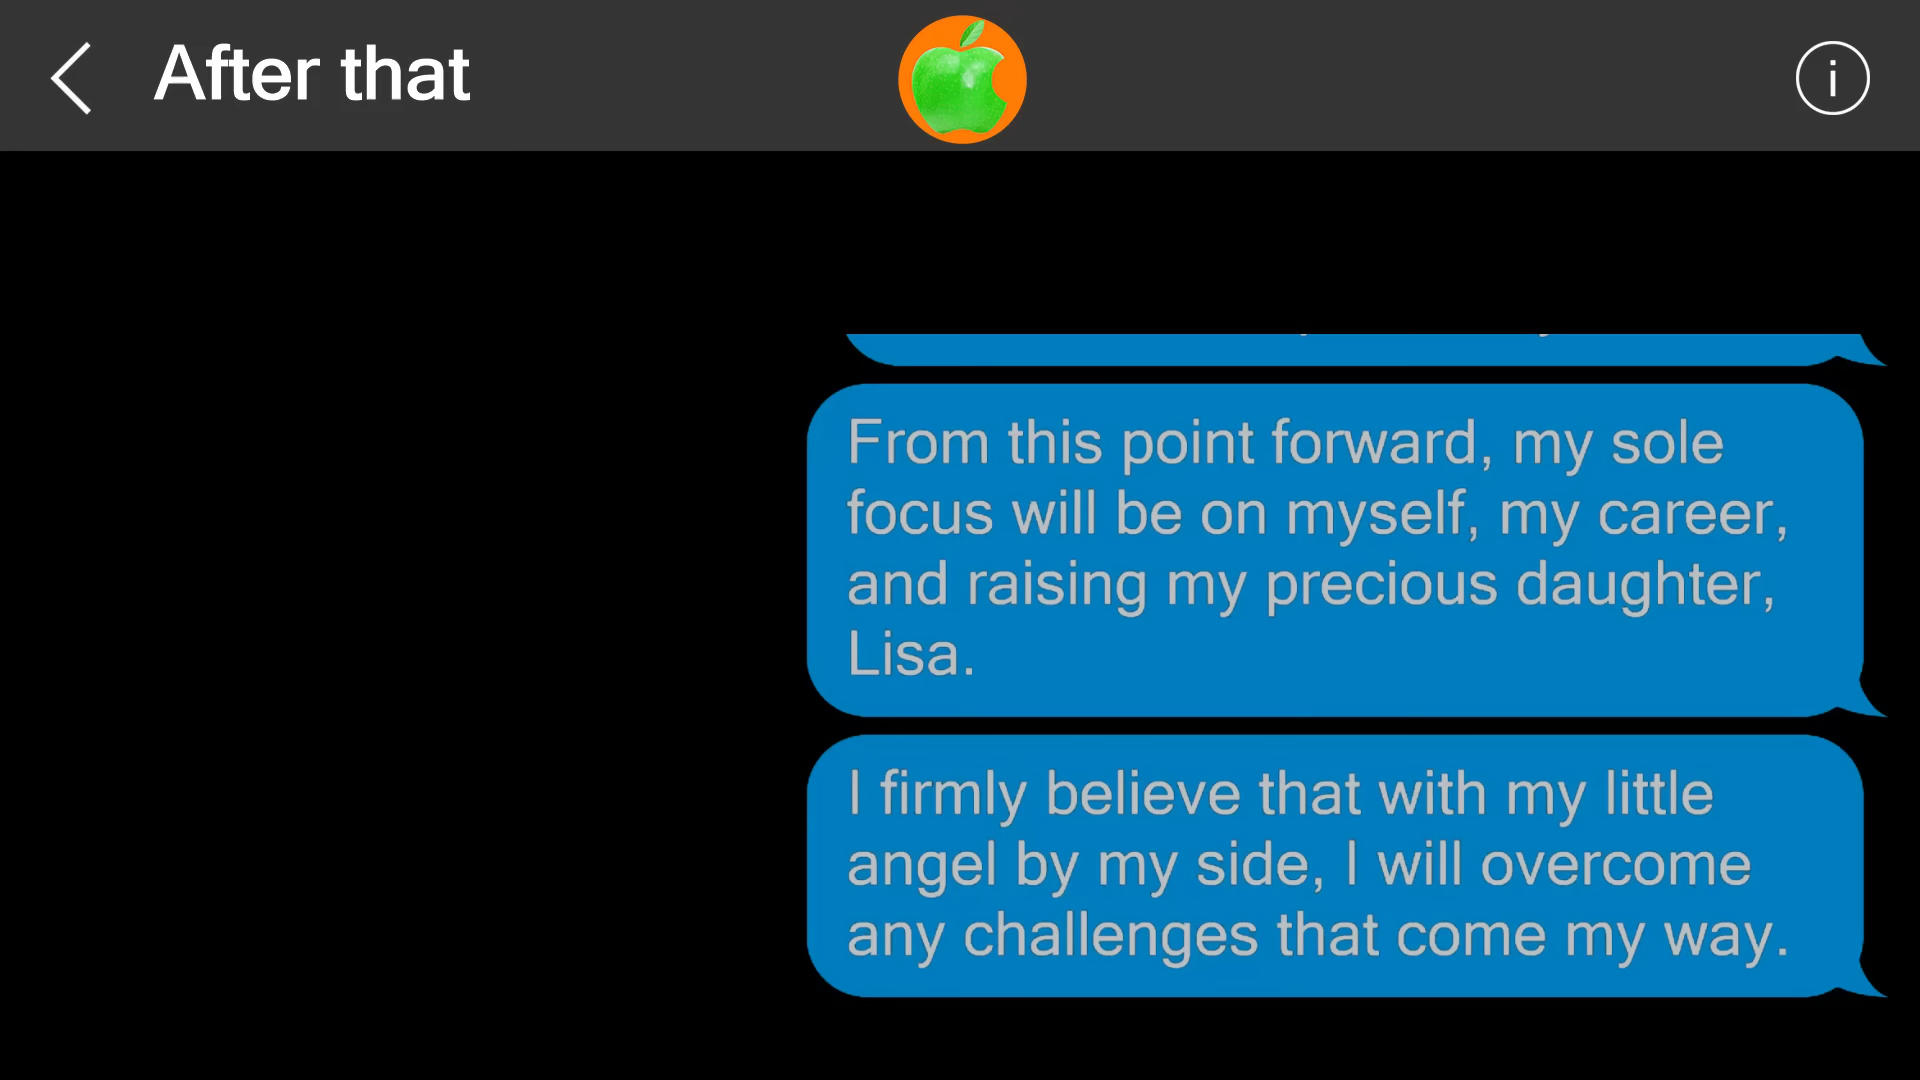 After that
From this point forward, my sole
focus will be on myself, my career,
and raising my precious daughter,
Lisa.
I firmly believe that with my little
angel by my side, I will overcome
any challenges that come my way.